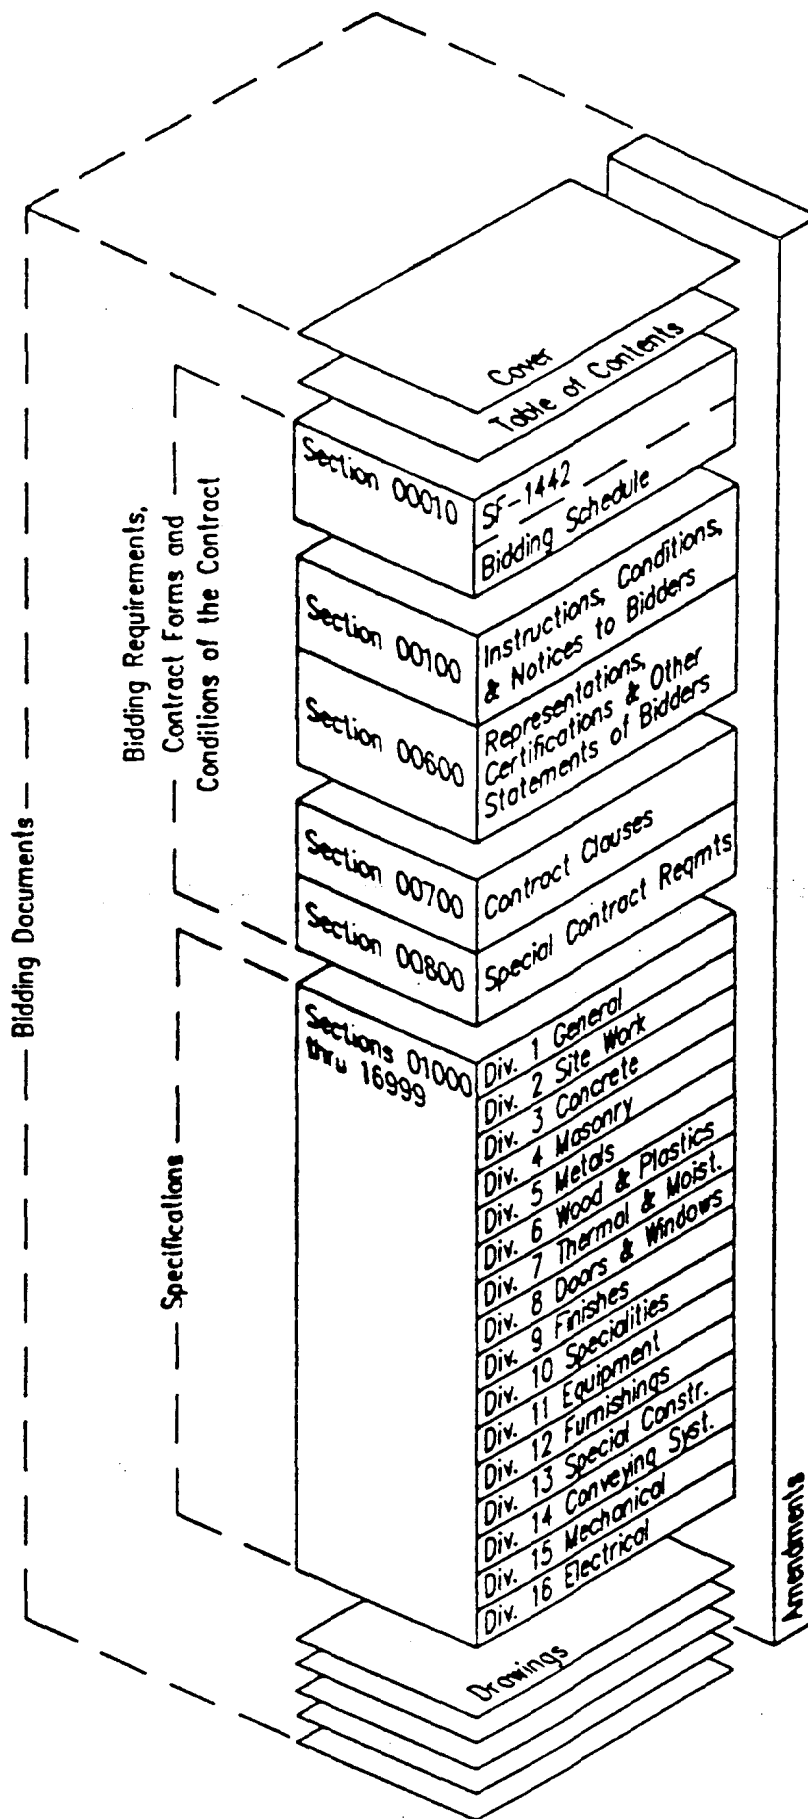 Cover
Table of Contents
Section 00010
SF-1442
Bidding Schedule
Section 00100
Instructions, Conditions,
& Notices to Bidders
Section 00600
Representations,
Certifications & Other
Statements of Bidders
Section 00700
Contract Clauses
Section 00800
Special Contract Reqmts
Sections 01000
thru 16999
Div. 1 General
Div. 2 Site Work
Div. 3 Concrete
Div. 4 Masonry
Div. 5 Metals
Div. 6 Wood & Plastics
Div. 7 Thermal & Moist.
Div. 8 Doors & Windows
Div. 9 Finishes
Div. 10 Specialities
Div. 11 Equipment
Div. 12 Furnishings
Div. 13 Special Constr.
Div. 14 Conveying Syst.
Div. 15 Mechanical
Div. 16 Electrical
Drawings
Bidding Documents
Bidding Requirements,
Contract Forms and
Conditions of the Contract
Specifications
Amendments